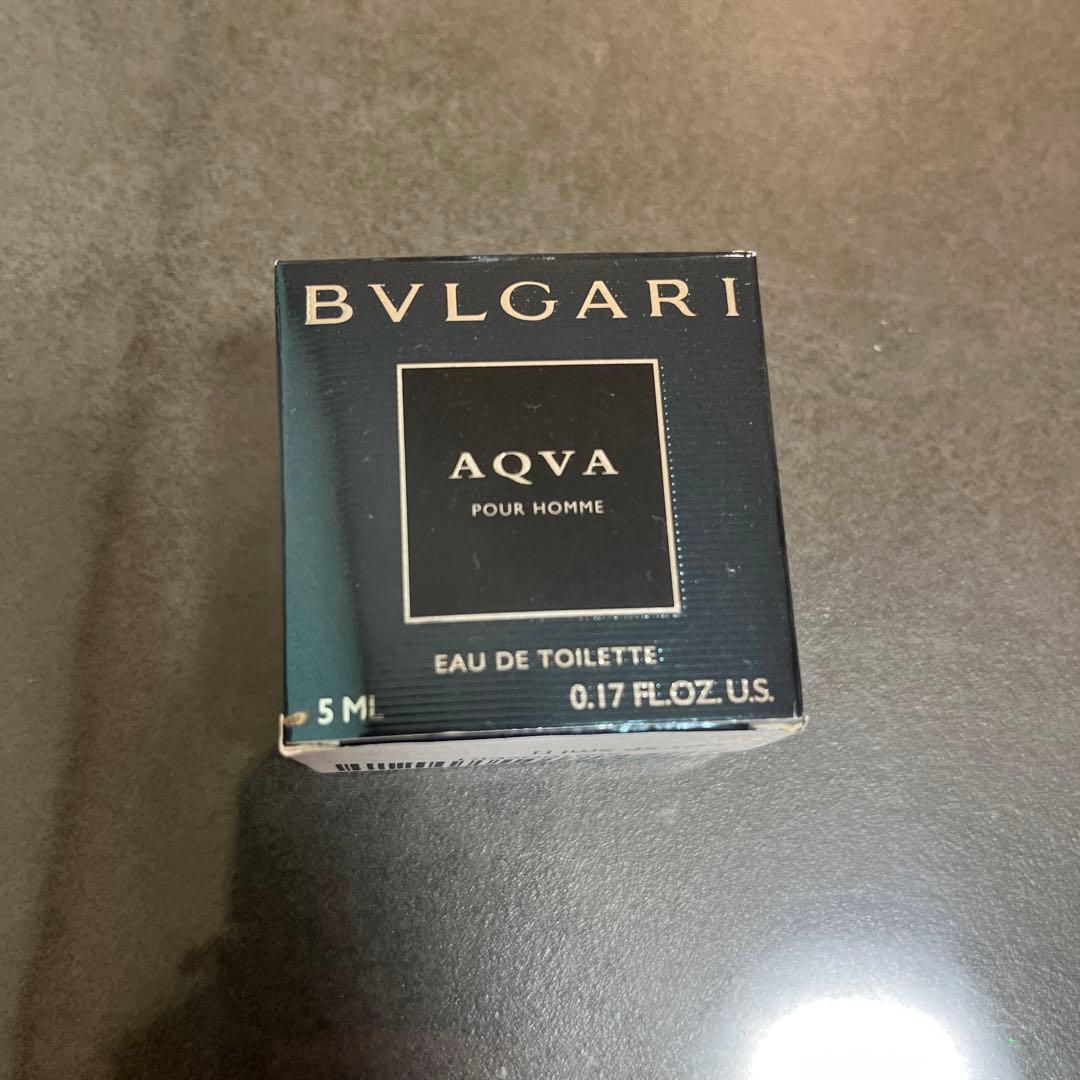 BVLGARI
AQVA
POUR HOMME
EAU DE TOILETTE
5 ML 0.17 FL.OZ. U.S.